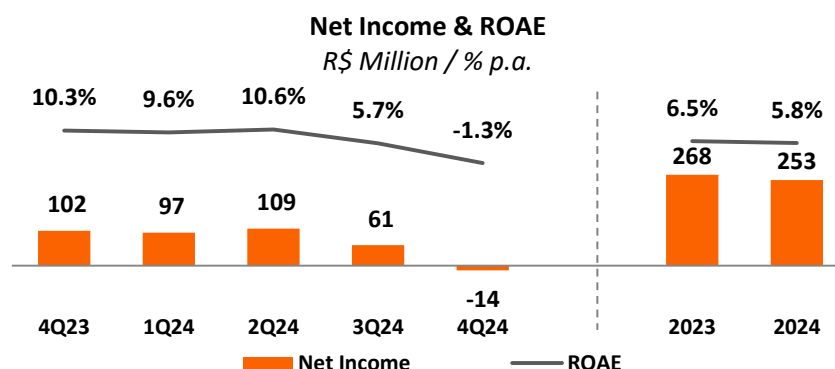 Net Income & ROAE
R$ Million / % p.a.
10.3% 9.6% 10.6% 5.7% -1.3% 6.5% 5.8%
102 97 109 61 -14 268 253
4Q23 1Q24 2Q24 3Q24 4Q24 2023 2024
Net Income ROAE